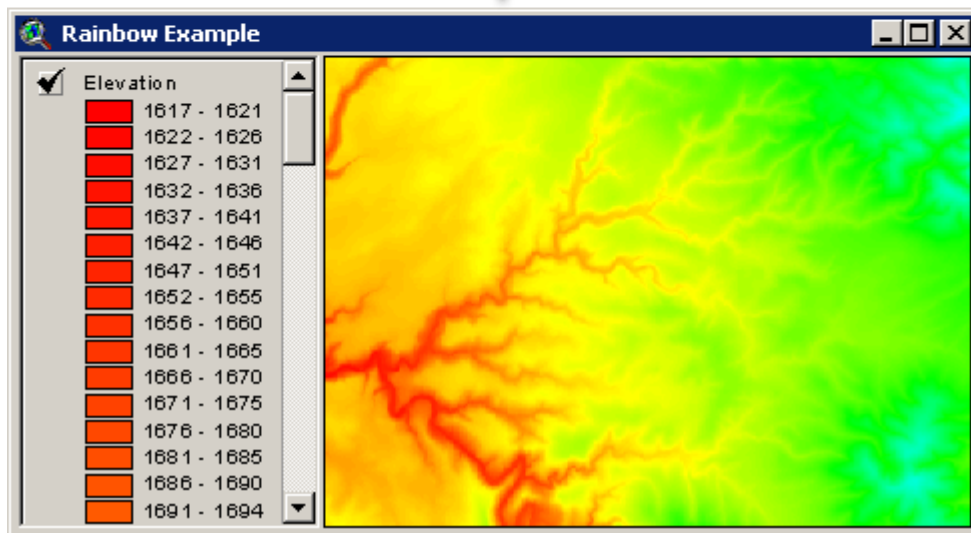 Rainbow Example
Elevation
1617 - 1621
1622 - 1626
1627 - 1631
1632 - 1636
1637 - 1641
1642 - 1646
1647 - 1651
1652 - 1655
1656 - 1660
1661 - 1665
1666 - 1670
1671 - 1675
1676 - 1680
1681 - 1685
1686 - 1690
1691 - 1694